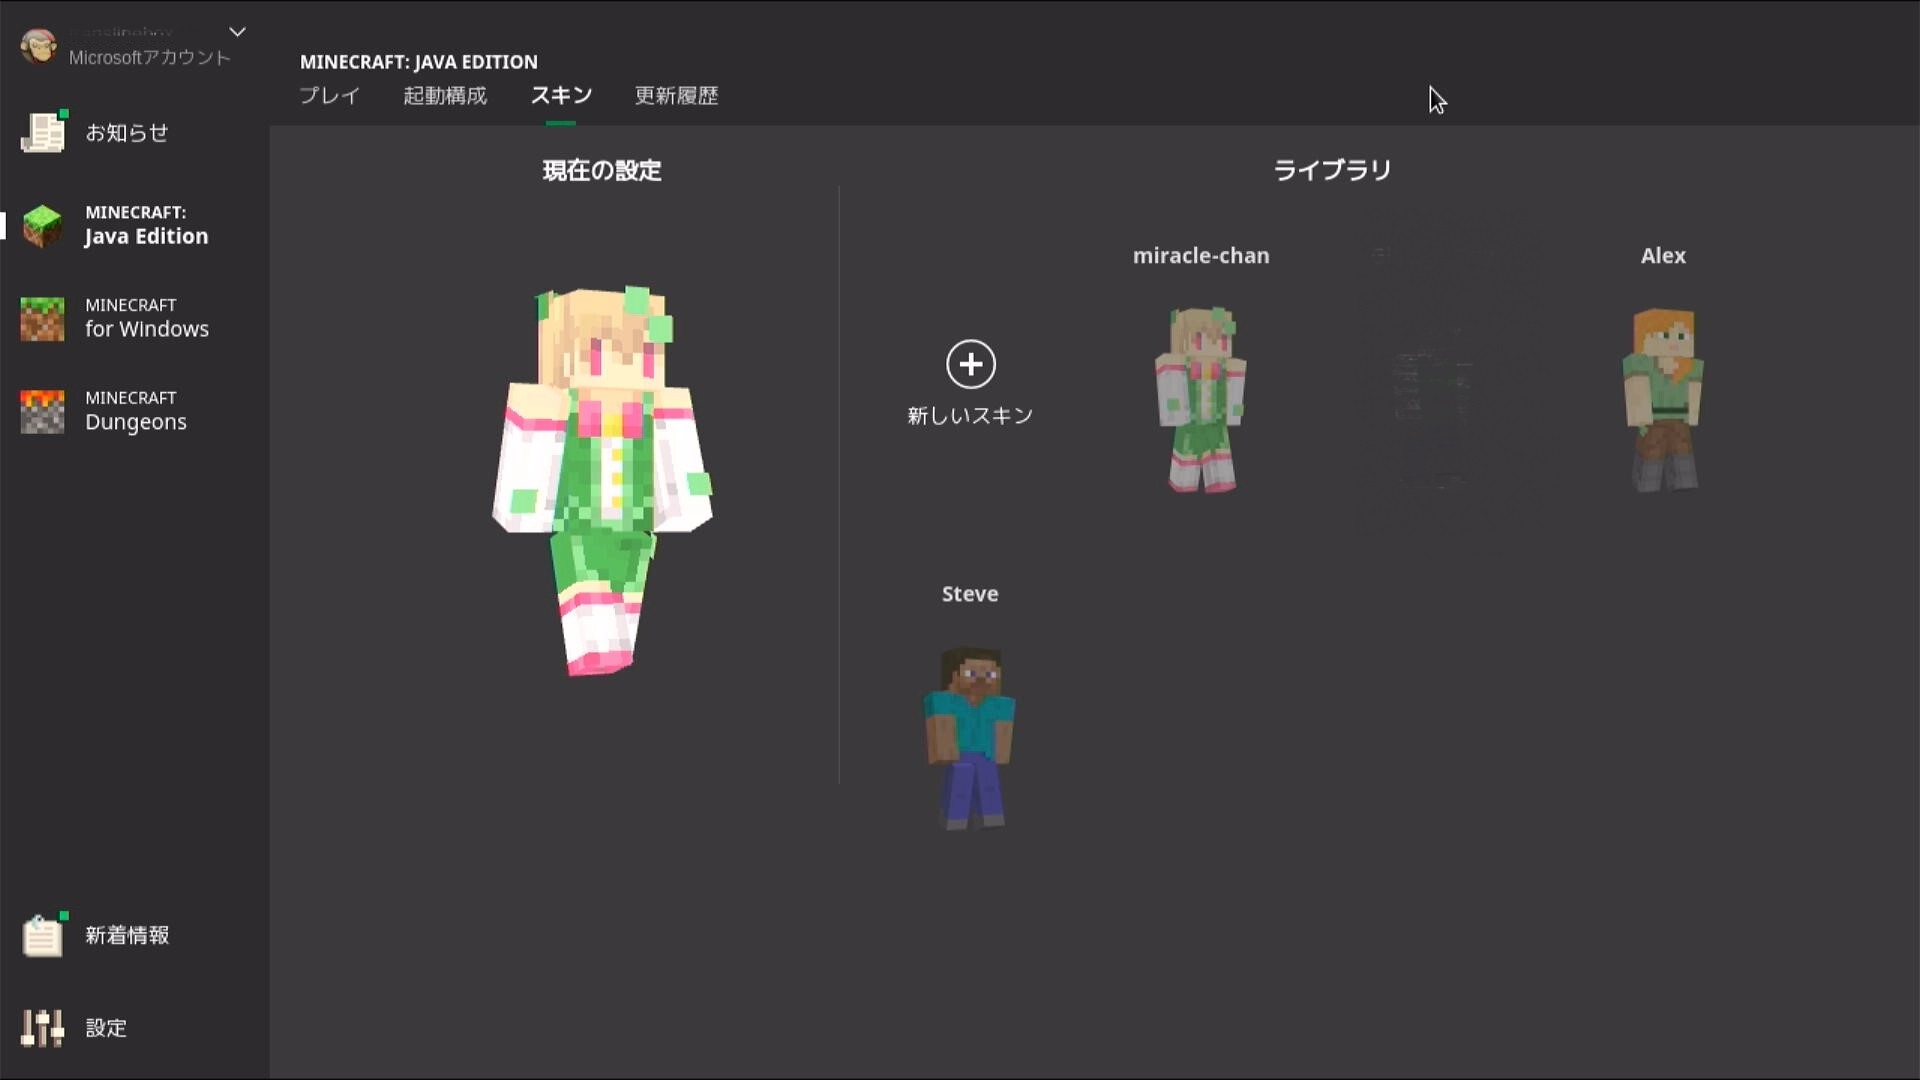 Microsoftアカウント
お知らせ
MINECRAFT:
Java Edition
MINECRAFT
for Windows
MINECRAFT
Dungeons
新着情報
設定
MINECRAFT: JAVA EDITION
プレイ 起動構成 スキン 更新履歴
現在の設定
ライブラリ
新しいスキン
miracle-chan
Alex
Steve